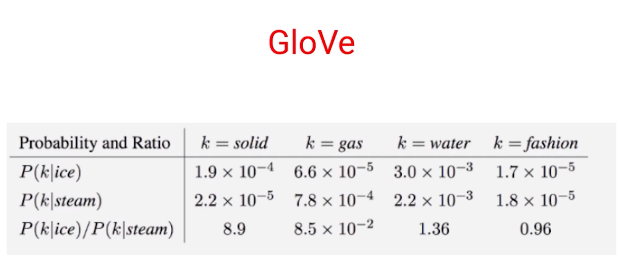 GloVe
Probability and Ratio k = solid k = gas k = water k = fashion
P(k|ice) 1.9 × 10⁻⁴ 6.6 × 10⁻⁵ 3.0 × 10⁻³ 1.7 × 10⁻⁵
P(k|steam) 2.2 × 10⁻⁵ 7.8 × 10⁻⁴ 2.2 × 10⁻³ 1.8 × 10⁻⁵
P(k|ice)/P(k|steam) 8.9 8.5 × 10⁻² 1.36 0.96